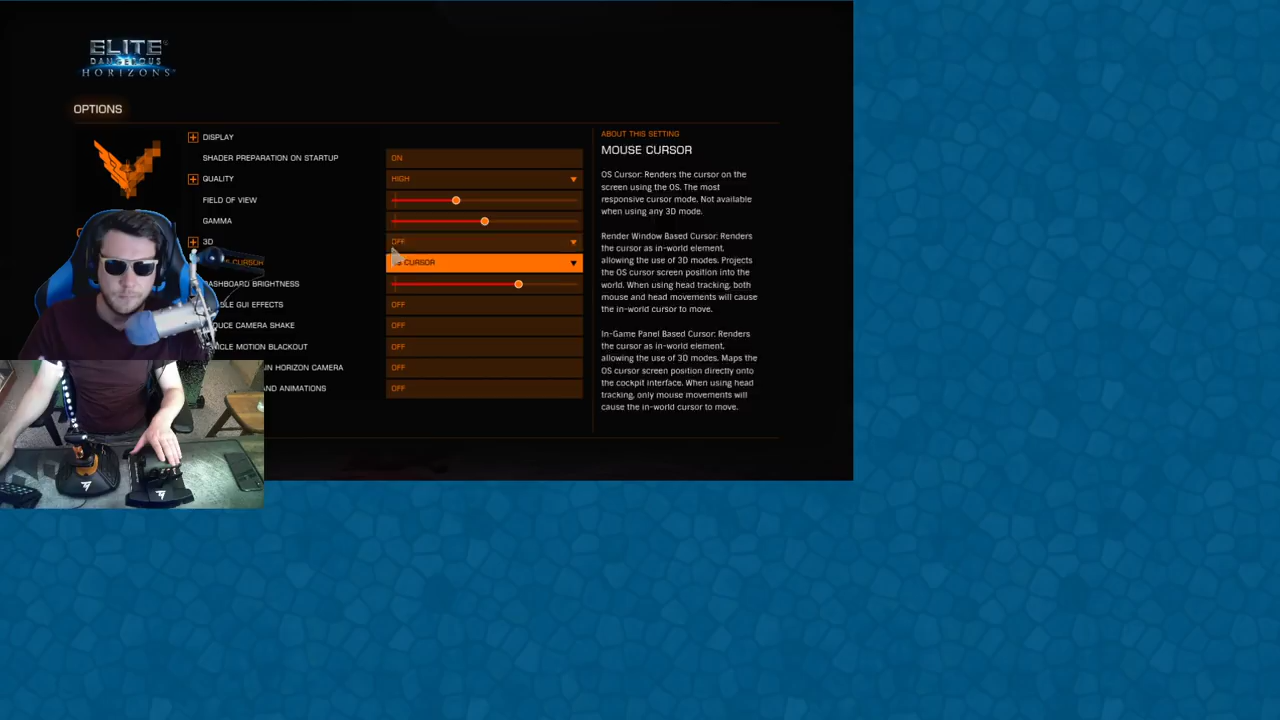 ELITE
DANGEROUS
HORIZONS
OPTIONS
DISPLAY
SHADER PREPARATION ON STARTUP ON
QUALITY HIGH
FIELD OF VIEW
GAMMA
3D OFF
CURSOR CURSOR
DASHBOARD BRIGHTNESS
GUI EFFECTS OFF
CAMERA SHAKE OFF
MOTION BLACKOUT OFF
HORIZON CAMERA OFF
AND ANIMATIONS OFF
ABOUT THIS SETTING
MOUSE CURSOR
OS Cursor: Renders the cursor on the
screen using the OS. The most
responsive cursor mode. Not available
when using any 3D mode.
Render Window Based Cursor: Renders
the cursor as in-world element,
allowing the use of 3D modes. Projects
the OS cursor screen position into the
world. When using head tracking, both
mouse and head movements will cause
the in-world cursor to move.
In-Game Panel Based Cursor: Renders
the cursor as in-world element,
allowing the use of 3D modes. Maps the
OS cursor screen position directly onto
the cockpit interface. When using head
tracking, only mouse movements will
cause the in-world cursor to move.